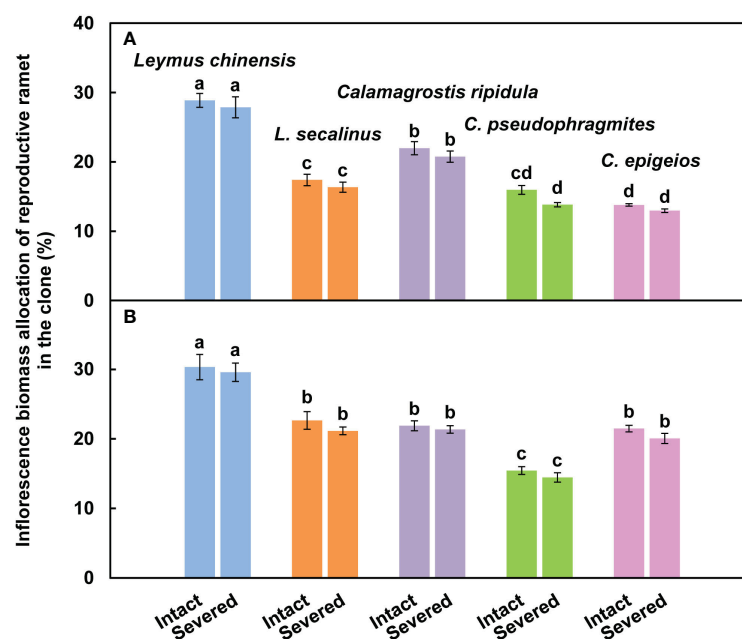 Inflorescence biomass allocation of reproductive ramet
in the clone (%)
40
A
Leymus chinensis
a a
30
Calamagrostis ripidula
L. secalinus
b b
C. pseudophragmites
20
c c
cd d
C. epigeios
d d
10
0
B
a a
30
b b
b b
b b
20
c c
10
0
Intact Severed Intact Severed Intact Severed Intact Severed Intact Severed